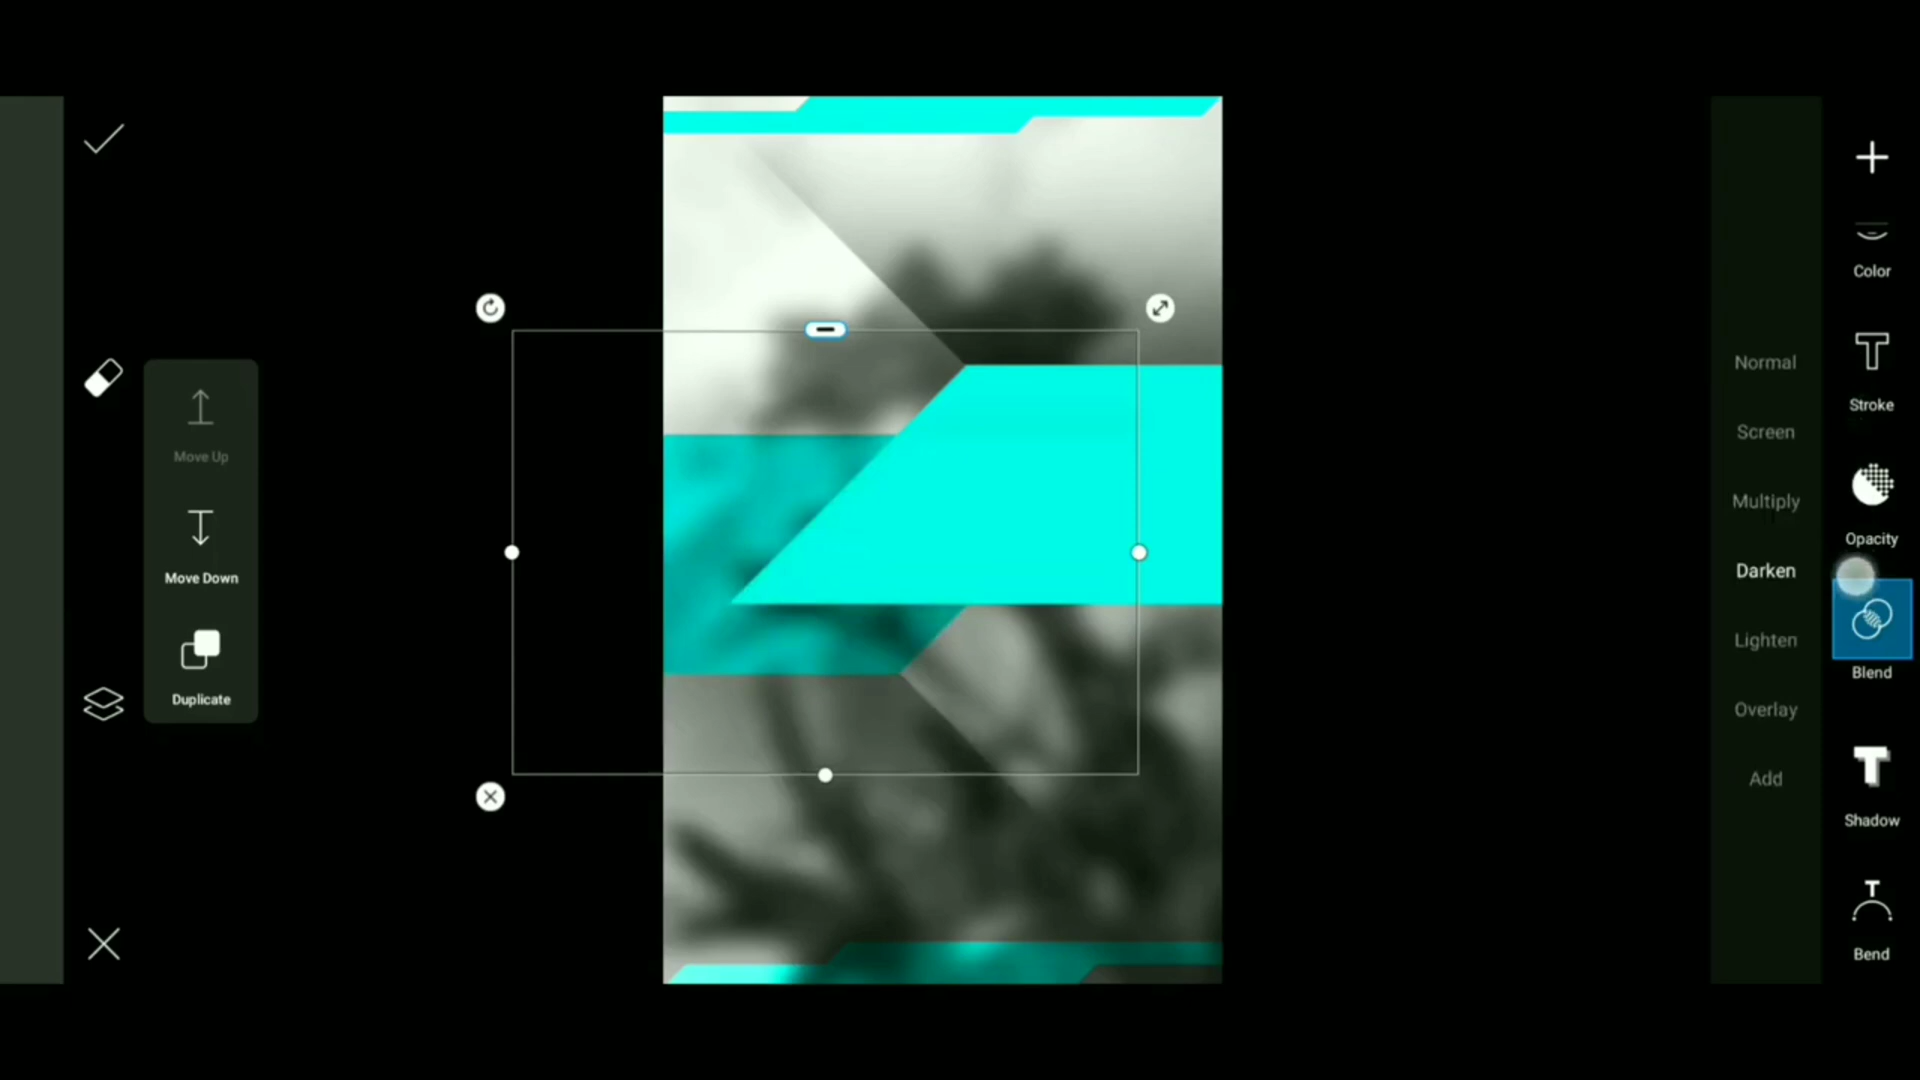 Move Up
Move Down
Duplicate
Normal
Screen
Multiply
Darken
Lighten
Overlay
Add
Color
Stroke
Opacity
Blend
Shadow
Bend